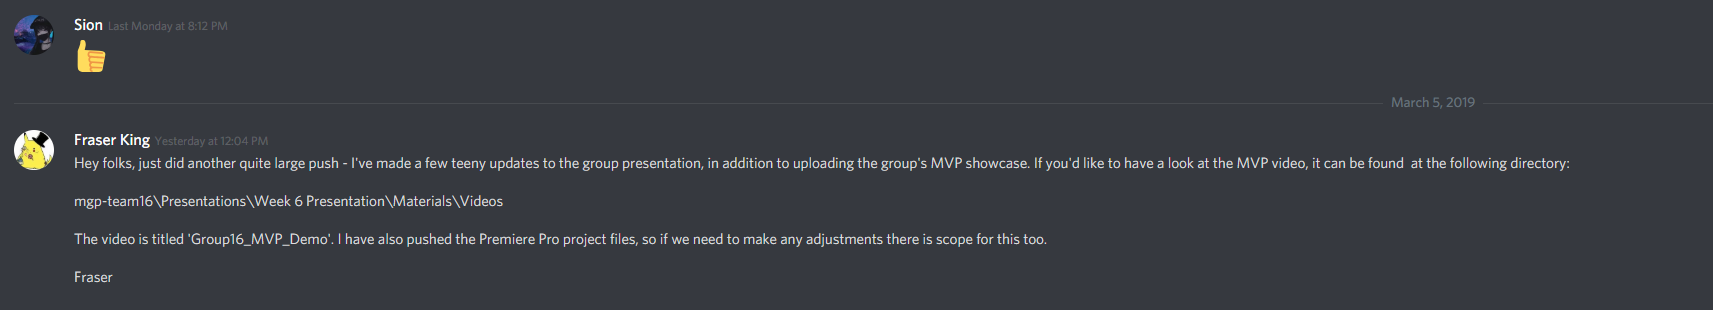 Sion Last Monday at 8:12 PM
March 5, 2019
Fraser King Yesterday at 12:04 PM
Hey folks, just did another quite large push - I've made a few teeny updates to the group presentation, in addition to uploading the group's MVP showcase. If you'd like to have a look at the MVP video, it can be found  at the following directory:
mgp-team16\Presentations\Week 6 Presentation\Materials\Videos
The video is titled 'Group16_MVP_Demo'. I have also pushed the Premiere Pro project files, so if we need to make any adjustments there is scope for this too.
Fraser